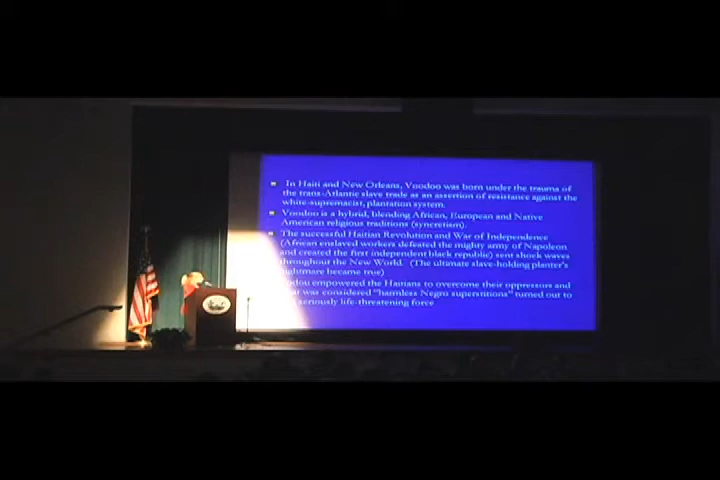 In Haiti and New Orleans, Voodoo was born under the trauma of
the trans-Atlantic slave trade as an assertion of resistance against the
white-supremacist, plantation system.
Voodoo is a hybrid, blending African, European and Native
American religious traditions (syncretism).
The successful Haitian Revolution and War of Independence
(African enslaved workers defeated the mighty army of Napoleon
and created the first independent black republic) sent shock waves
throughout the New World. (The ultimate slave-holding planter's
nightmare became true)
odou empowered the Haitians to overcome their oppressors and
at was considered "harmless Negro superstitions" turned out to
seriously life-threatening force